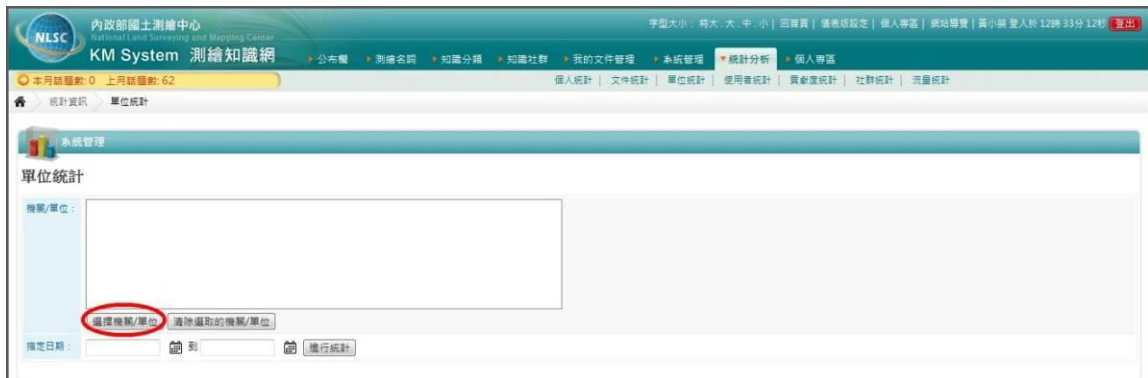 NLSC
內政部國土測繪中心
National Land Surveying and Mapping Center
KM System 測繪知識網
字型大小: 特大.大.中.小| 回首頁| 儀表版設定| 個人專區| 網站導覽|黃小榮 登入於 12時 33分 12秒 登出
公布欄 測繪名詞 知識分類 知識社群 我的文件管理 系統管理 統計分析 個人專區
本月話題數: 0 上月話題數: 62
個人統計| 文件統計| 單位統計| 使用者統計| 貢獻度統計| 社群統計| 流量統計
統計資訊 單位統計
系統管理
單位統計
機關/單位:
選擇機關/單位 清除選取的機關/單位
指定日期: 到 進行統計